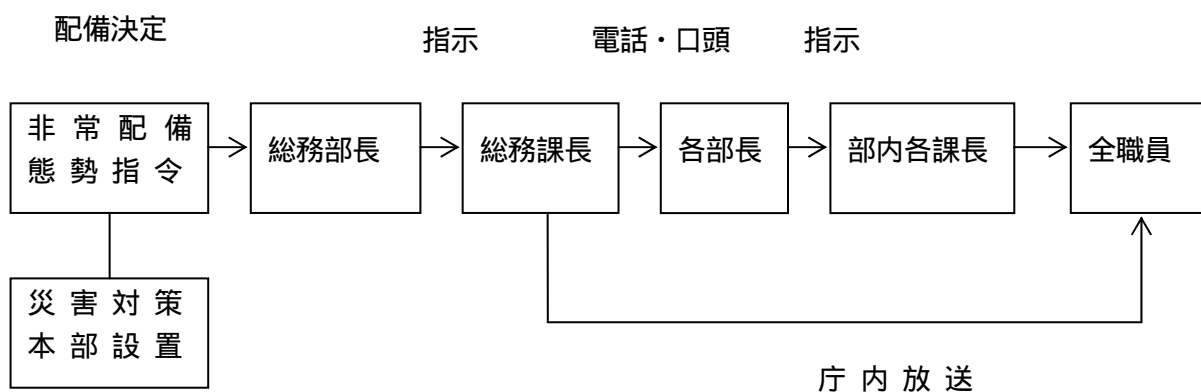 配備決定
指示
電話・口頭
指示
非常配備
態勢指令
総務部長
総務課長
各部長
部内各課長
全職員
災害対策
本部設置
庁内放送